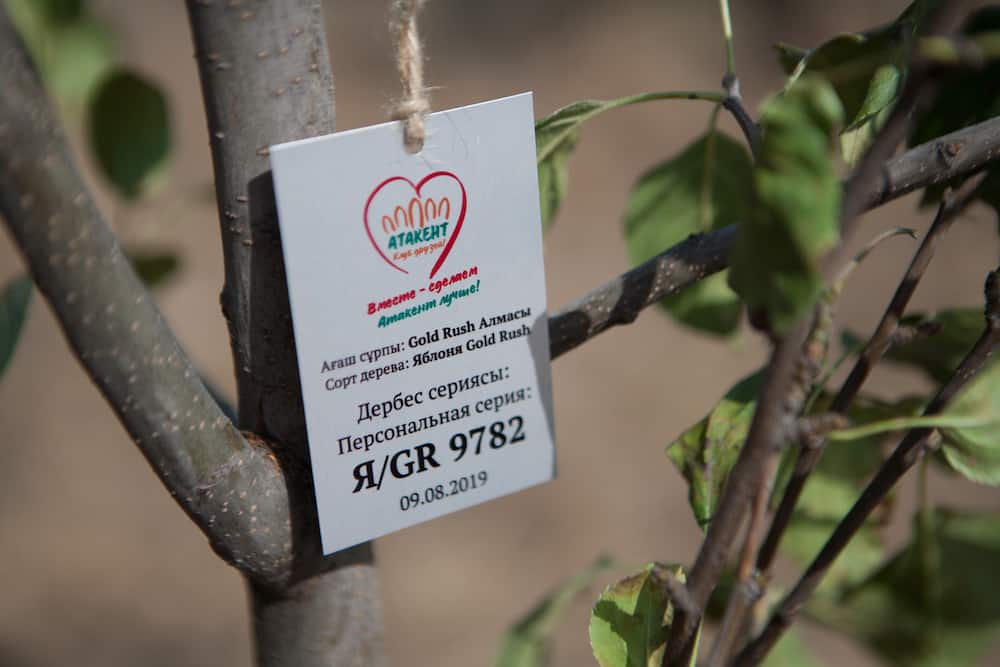 АТАКЕНТ
Клуб друзей!
Вместе - сделаем
Атакент лучше!
Ағаш сұрпы: Gold Rush Алмасы
Сорт дерева: Яблоня Gold Rush
Дербес сериясы:
Персональная серия:
Я/GR 9782
09.08.2019